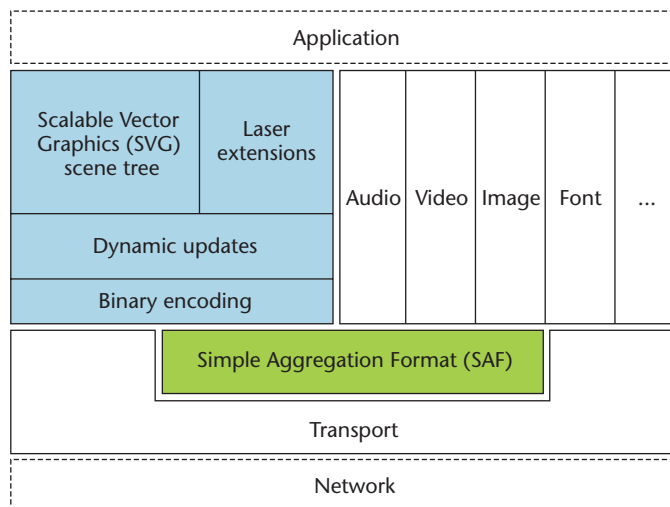 Application
Scalable Vector
Graphics (SVG)
scene tree
Laser
extensions
Audio
Video
Image
Font
...
Dynamic updates
Binary encoding
Simple Aggregation Format (SAF)
Transport
Network